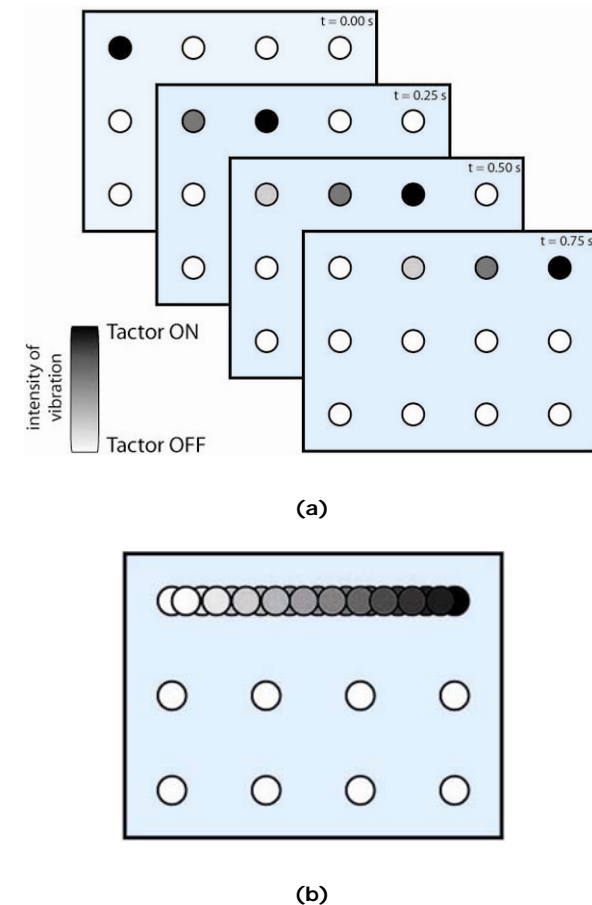 t = 0.00 s
t = 0.25 s
t = 0.50 s
t = 0.75 s
intensity of
vibration
Tactor ON
Tactor OFF
(a)
(b)